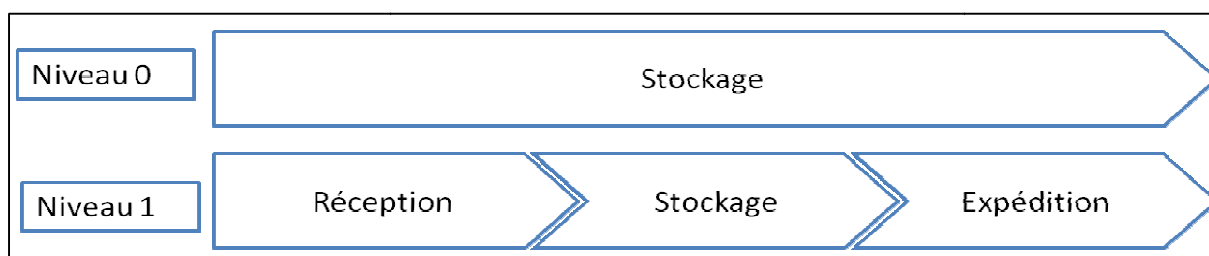 Niveau 0
Stockage
Niveau 1
Réception
Stockage
Expédition